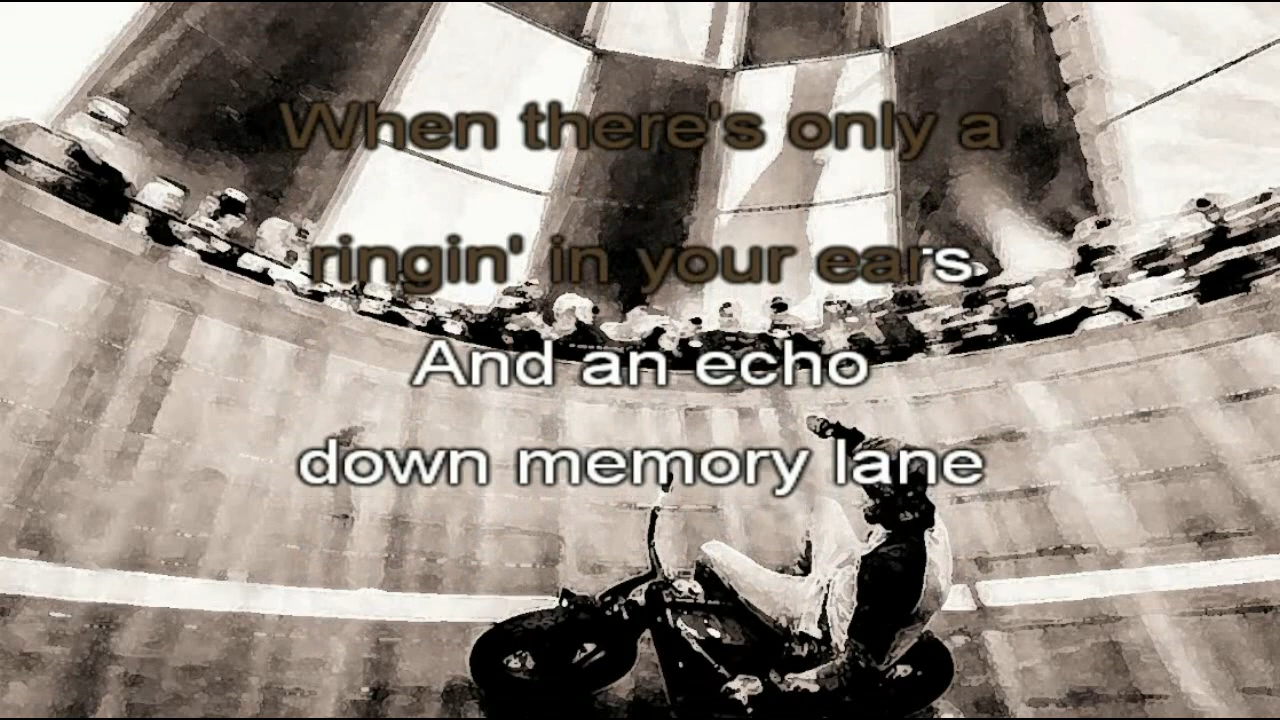 When there's only a
ringin' in your ears
And an echo
down memory lane